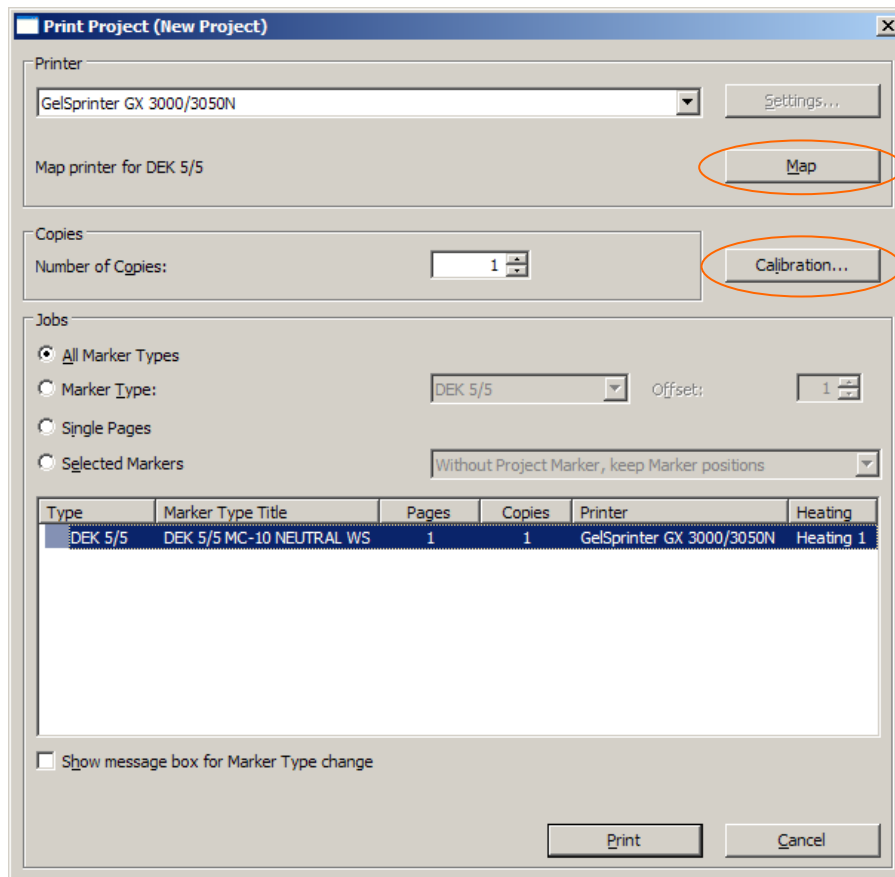 Print Project (New Project)
Printer
GelSprinter GX 3000/3050N
Settings...
Map printer for DEK 5/5
Map
Copies
Number of Copies:
1
Calibration...
Jobs
All Marker Types
Marker Type:
DEK 5/5
Offset:
1
Single Pages
Selected Markers
Without Project Marker, keep Marker positions
Type Marker Type Title Pages Copies Printer Heating
DEK 5/5 DEK 5/5 MC-10 NEUTRAL WS 1 1 GelSprinter GX 3000/3050N Heating 1
Show message box for Marker Type change
Print
Cancel